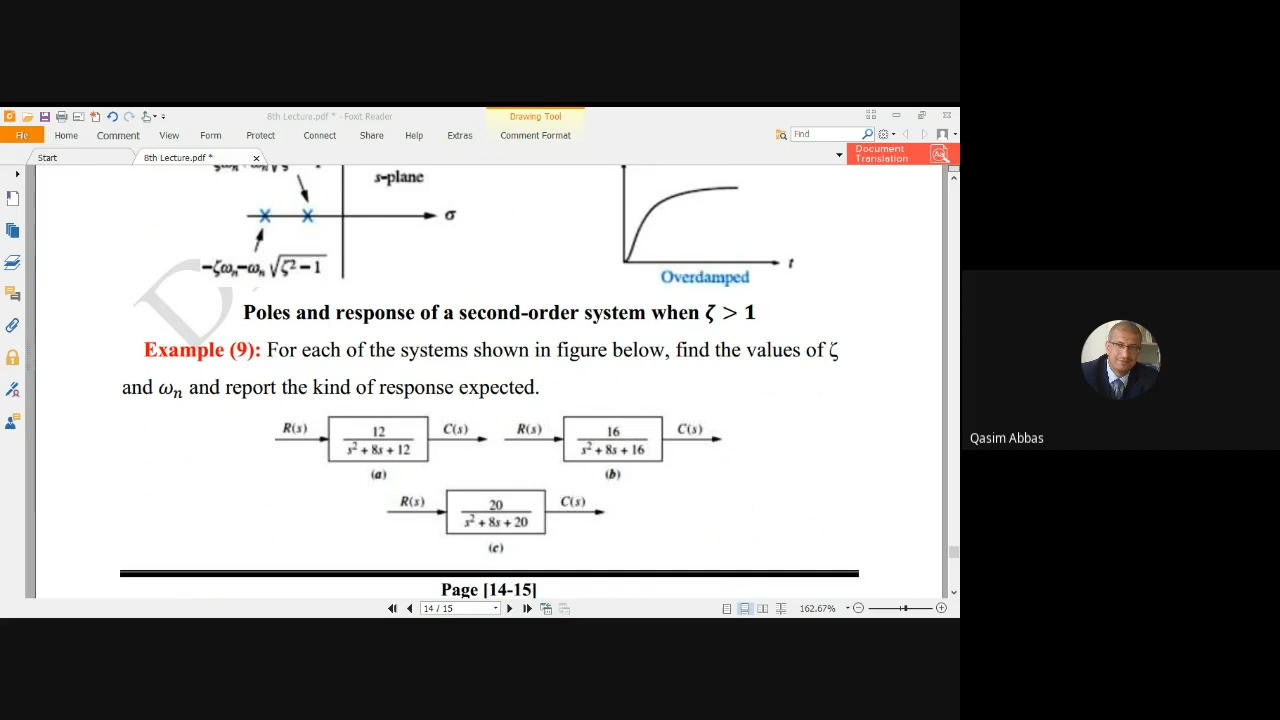 8th Lecture.pdf * - Foxit Reader
Drawing Tool
File
Home
Comment
View
Form
Protect
Connect
Share
Help
Extras
Comment Format
Find
Start
8th Lecture.pdf *
Document
Translation
s-plane
σ
−ζωn−ωn √ζ² − 1
t
Overdamped
D
Poles and response of a second-order system when ζ > 1
Example (9): For each of the systems shown in figure below, find the values of ζ
and ωn and report the kind of response expected.
R(s) 12 C(s) R(s) 16 C(s)
s² + 8s + 12 s² + 8s + 16
(a) (b)
R(s) 20 C(s)
s² + 8s + 20
(c)
Page [14-15]
14 / 15
162.67%
Qasim Abbas